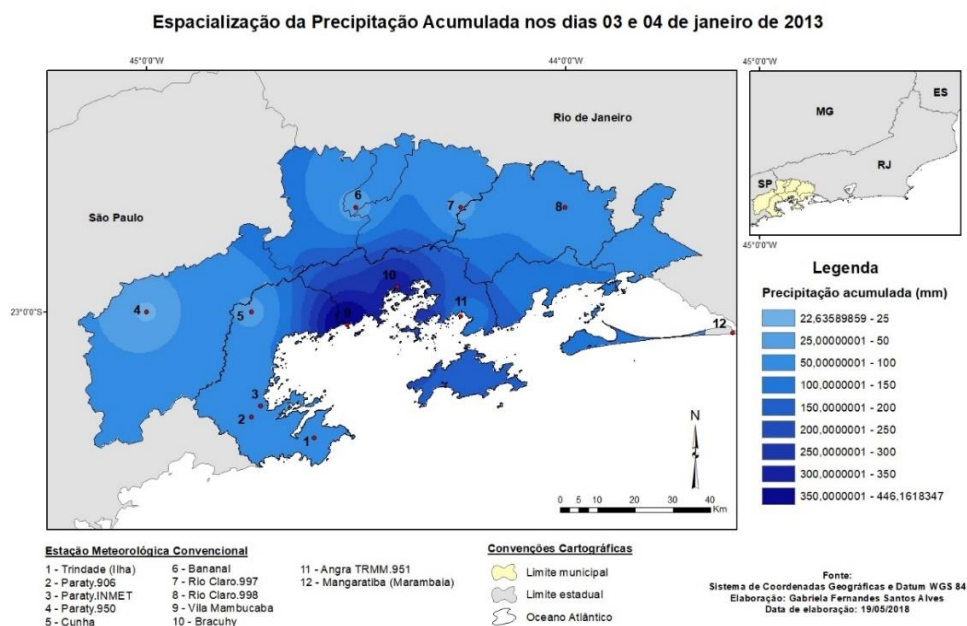 Espacialização da Precipitação Acumulada nos dias 03 e 04 de janeiro de 2013
45°0'0"W
44°0'0"W
45°0'0"W
ES
MG
Rio de Janeiro
RJ
SP
São Paulo
6
7
8
45°0'0"W
10
Legenda
Precipitação acumulada (mm)
23°0'0"S
4
5
9
11
12
22,63589859 - 25
25,00000001 - 50
50,00000001 - 100
100,0000001 - 150
150,0000001 - 200
200,0000001 - 250
250,0000001 - 300
300,0000001 - 350
350,0000001 - 446,1618347
3
2
1
N
0 5 10 20 30 40
Km
Estação Meteorológica Convencional
1 - Trindade (Ilha)
2 - Paraty.906
3 - Paraty.INMET
4 - Paraty.950
5 - Cunha
6 - Bananal
7 - Rio Claro.997
8 - Rio Claro.998
9 - Vila Mambucaba
10 - Bracuhy
11 - Angra TRMM.951
12 - Mangaratiba (Marambaia)
Convenções Cartográficas
Limite municipal
Limite estadual
Oceano Atlântico
Fonte:
Sistema de Coordenadas Geográficas e Datum WGS 84
Elaboração: Gabriela Fernandes Santos Alves
Data de elaboração: 19/05/2018